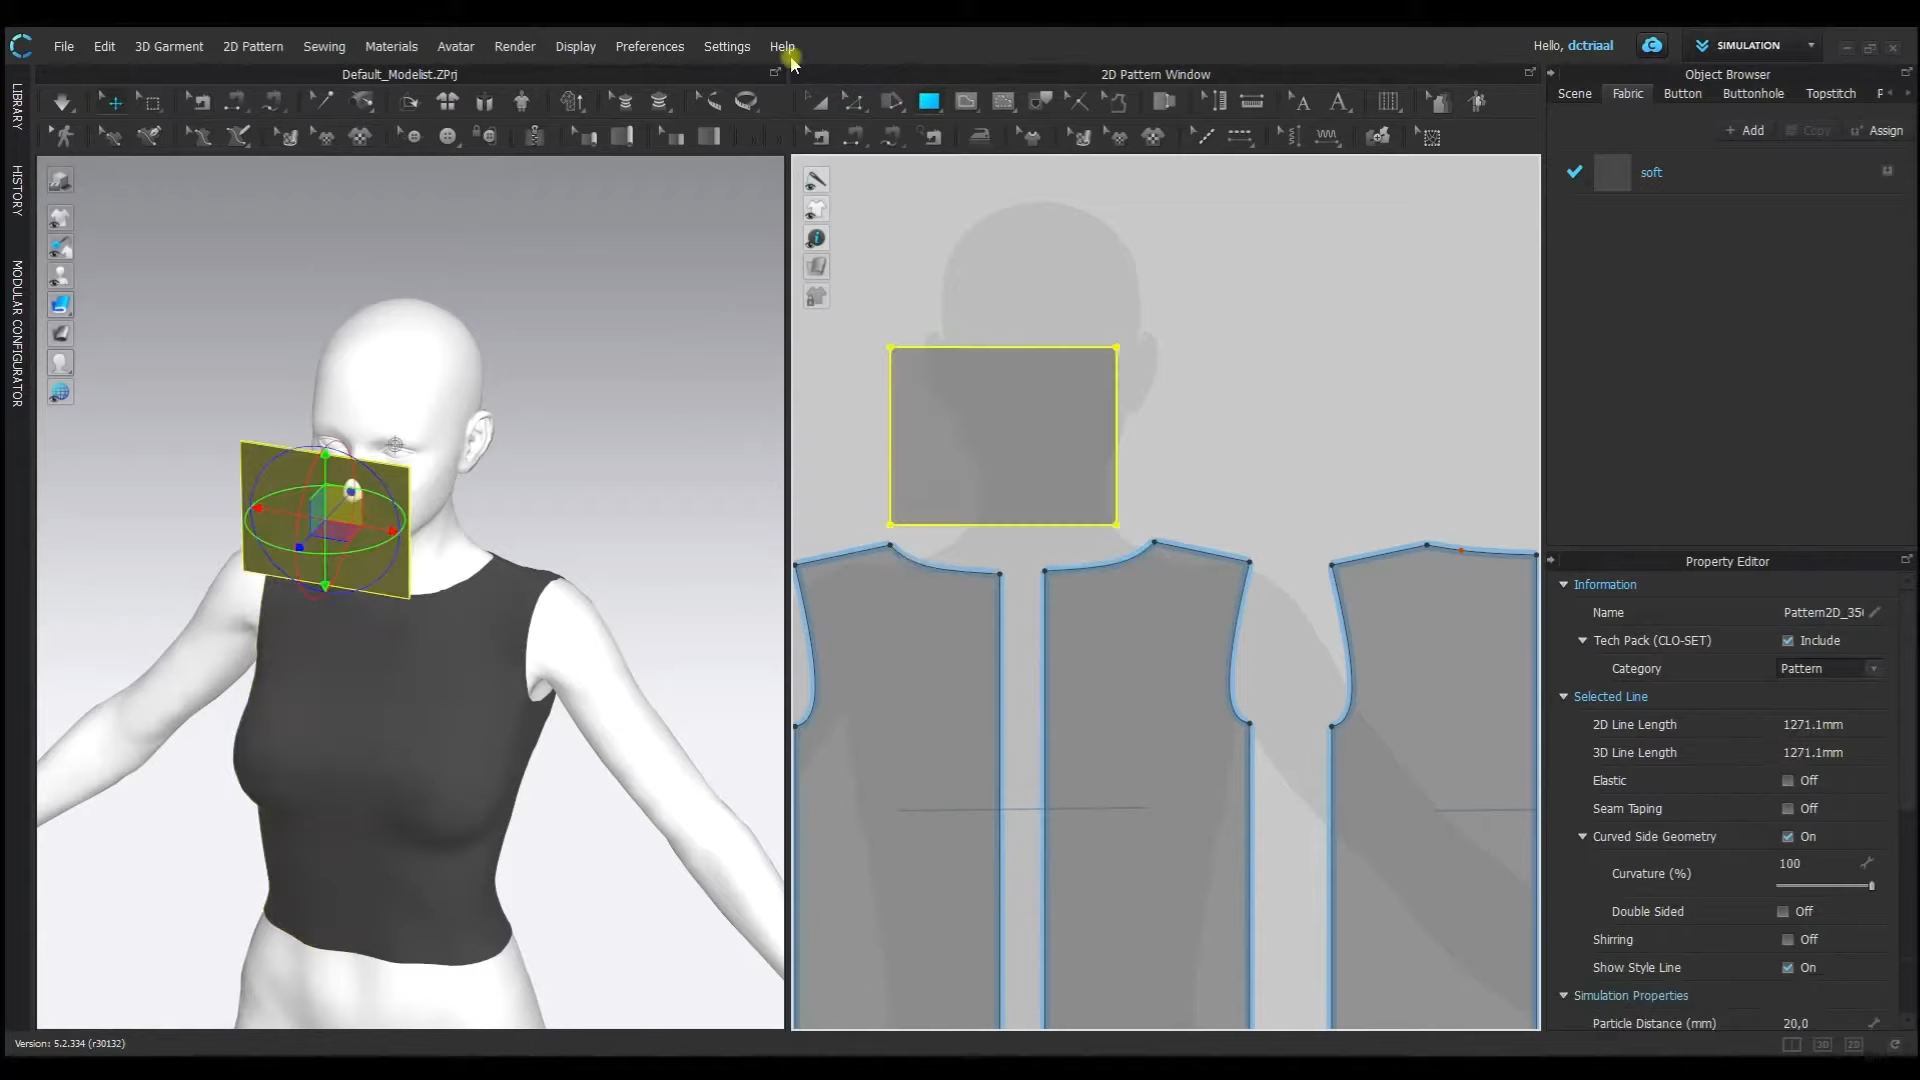 File Edit 3D Garment 2D Pattern Sewing Materials Avatar Render Display Preferences Settings Help
Hello, dctriaal
SIMULATION
Default_Modelist.ZPrj
2D Pattern Window
Object Browser
Scene Fabric Button Buttonhole Topstitch P
+ Add Copy Assign
soft
LIBRARY
HISTORY
MODULAR CONFIGURATOR
Property Editor
Information
Name Pattern2D_35
Tech Pack (CLO-SET) Include
Category Pattern
Selected Line
2D Line Length 1271.1mm
3D Line Length 1271.1mm
Elastic Off
Seam Taping Off
Curved Side Geometry On
Curvature (%) 100
Double Sided Off
Shirring Off
Show Style Line On
Simulation Properties
Particle Distance (mm) 20,0
Version: 5.2.334 (r30132)
3D 2D